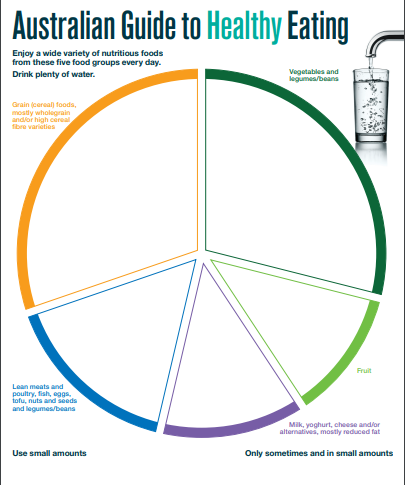 Australian Guide to Healthy Eating
Enjoy a wide variety of nutritious foods
from these five food groups every day.
Drink plenty of water.
Vegetables and
legumes/beans
Grain (cereal) foods,
mostly wholegrain
and/or high cereal
fibre varieties
Fruit
Lean meats and
poultry, fish, eggs,
tofu, nuts and seeds
and legumes/beans
Milk, yoghurt, cheese and/or
alternatives, mostly reduced fat
Use small amounts
Only sometimes and in small amounts